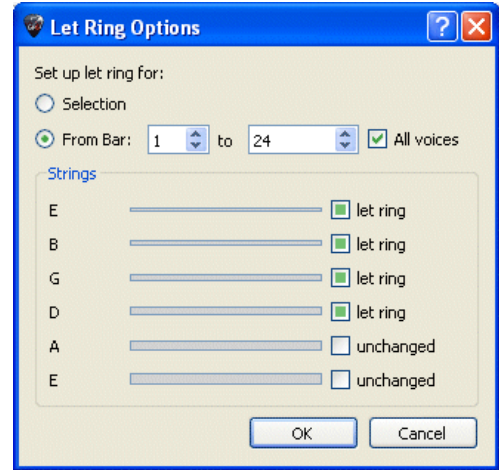 Let Ring Options
Set up let ring for:
Selection
From Bar: 1 to 24 All voices
Strings
E let ring
B let ring
G let ring
D let ring
A unchanged
E unchanged
OK Cancel